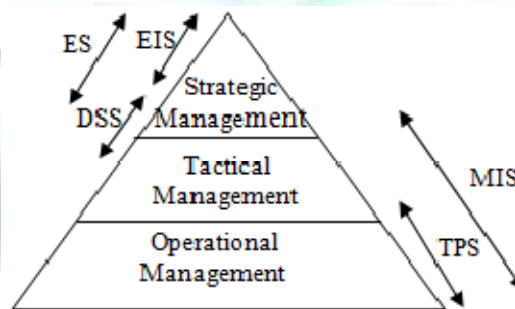 ES
EIS
Strategic
DSS
Management
Tactical
Management
MIS
Operational
Management
TPS